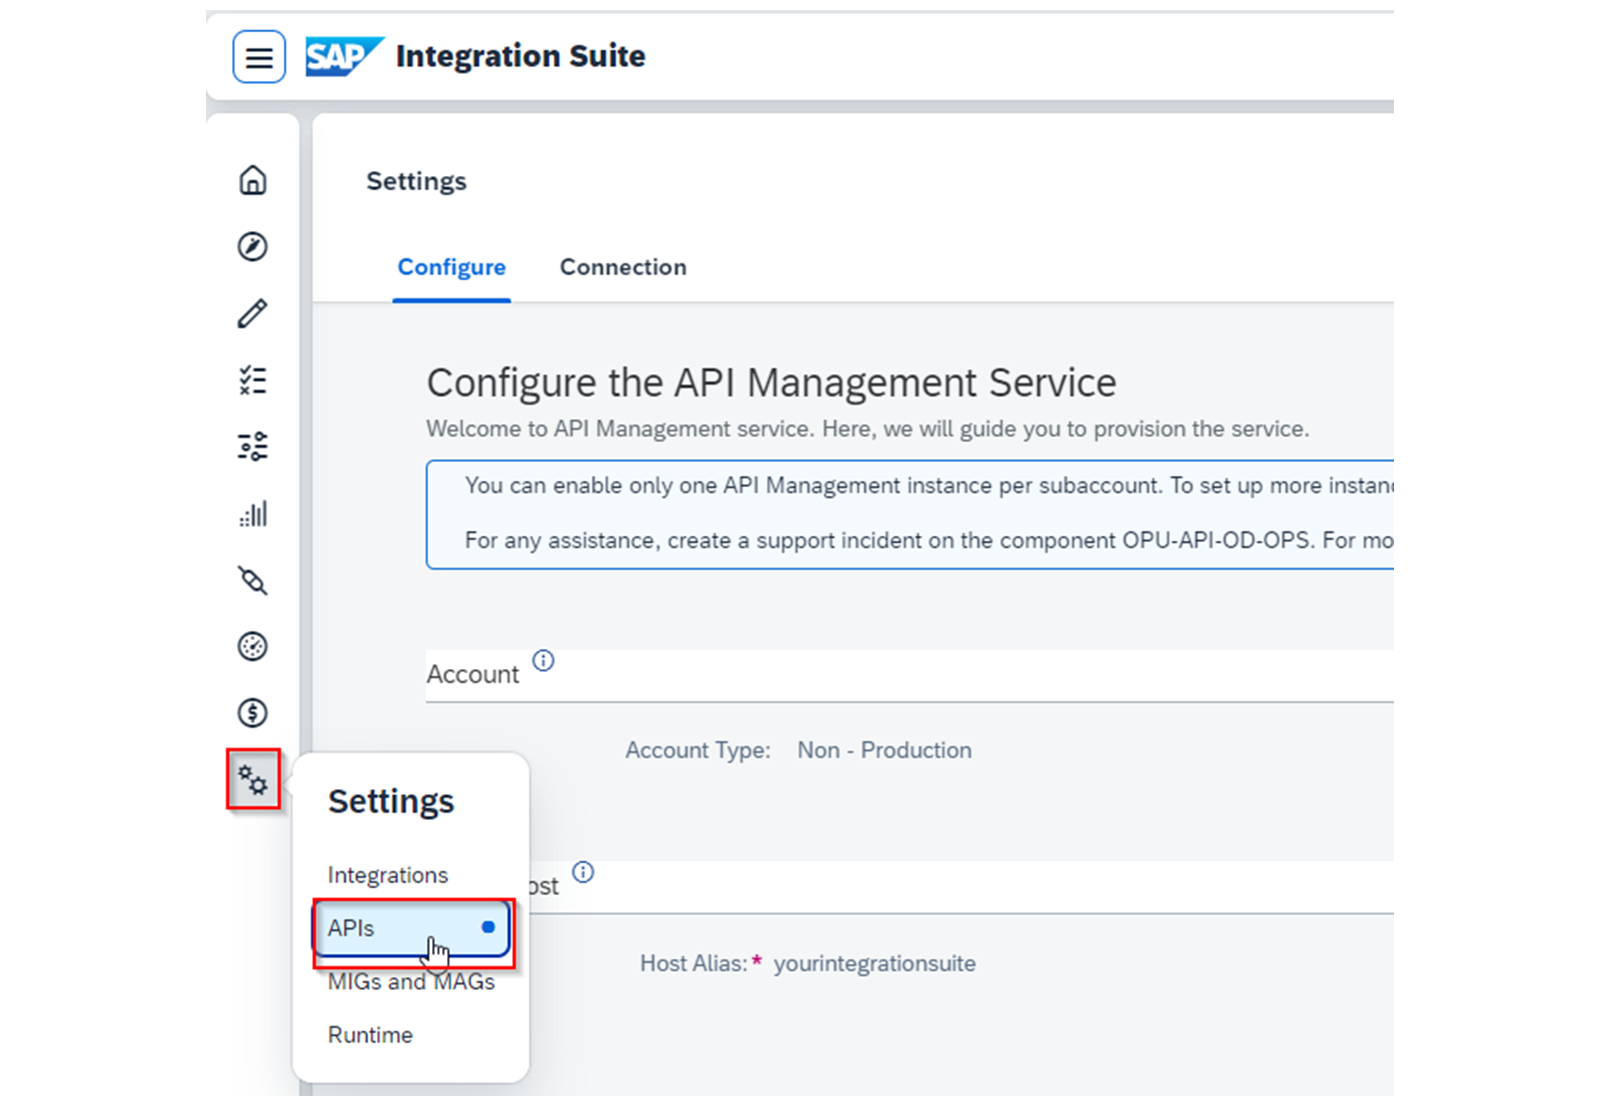 SAP Integration Suite
Settings
Configure Connection
Configure the API Management Service
Welcome to API Management service. Here, we will guide you to provision the service.
You can enable only one API Management instance per subaccount. To set up more
For any assistance, create a support incident on the component OPU-API-OD-OPS. For
Account
Account Type: Non - Production
Settings
Integrations
APIs
MIGs and MAGs
Runtime
Host Alias:* yourintegrationsuite